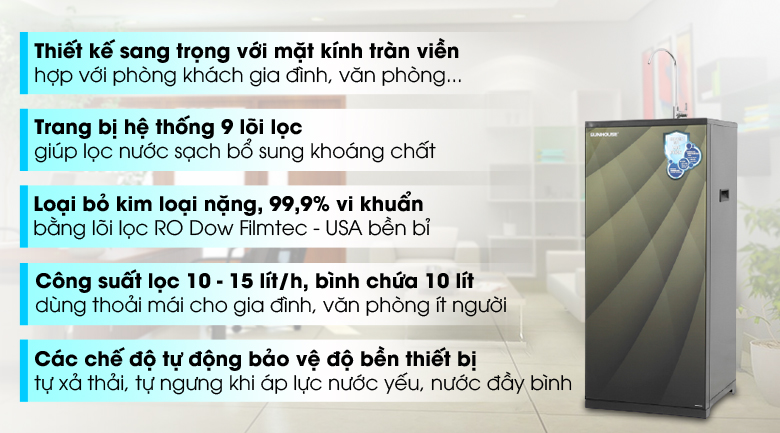 Thiết kế sang trọng với mặt kính tràn viền
hợp với phòng khách gia đình, văn phòng...
Trang bị hệ thống 9 lõi lọc
giúp lọc nước sạch bổ sung khoáng chất
Loại bỏ kim loại nặng, 99,9% vi khuẩn
bằng lõi lọc RO Dow Filmtec - USA bền bỉ
Công suất lọc 10 - 15 lít/h, bình chứa 10 lít
dùng thoải mái cho gia đình, văn phòng ít người
Các chế độ tự động bảo vệ độ bền thiết bị
tự xả thải, tự ngưng khi áp lực nước yếu, nước đầy bình
SUNHOUSE